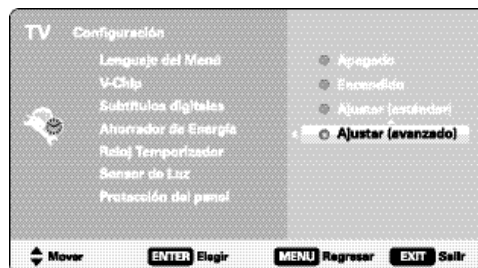 TV Configuración
Lenguaje del Menú
V-Chip
Subtítulos digitales
Ahorrador de Energía
Reloj Temporizador
Sensor de Luz
Protección del panel
Apagado
Encendido
Ajustar (estándar)
Ajustar (avanzado)
Mover ENTER Elegir MENU Regresar EXIT Salir